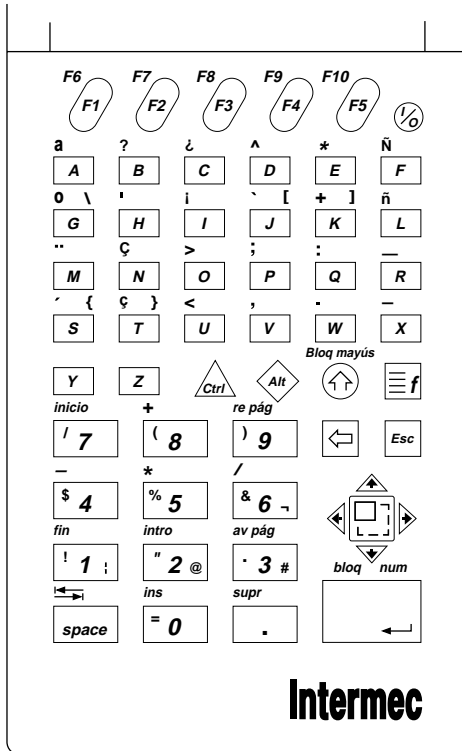 F6 F7 F8 F9 F10
F1 F2 F3 F4 F5 I/O
a ? ¿ ^ * Ñ
A B C D E F
o \ ' ¡ ` [ + ] ñ
G H I J K L
¨ Ç > ; : _
M N O P Q R
´ { ç } < , . –
S T U V W X
Bloq mayús
Y Z Ctrl Alt f
inicio + re pág
/ 7 ( 8 ) 9 Esc
– * /
$ 4 % 5 & 6 ¬
fin intro av pág
! 1 ¦ " 2 @ · 3 # bloq num
ins supr
space = 0 .
Intermec